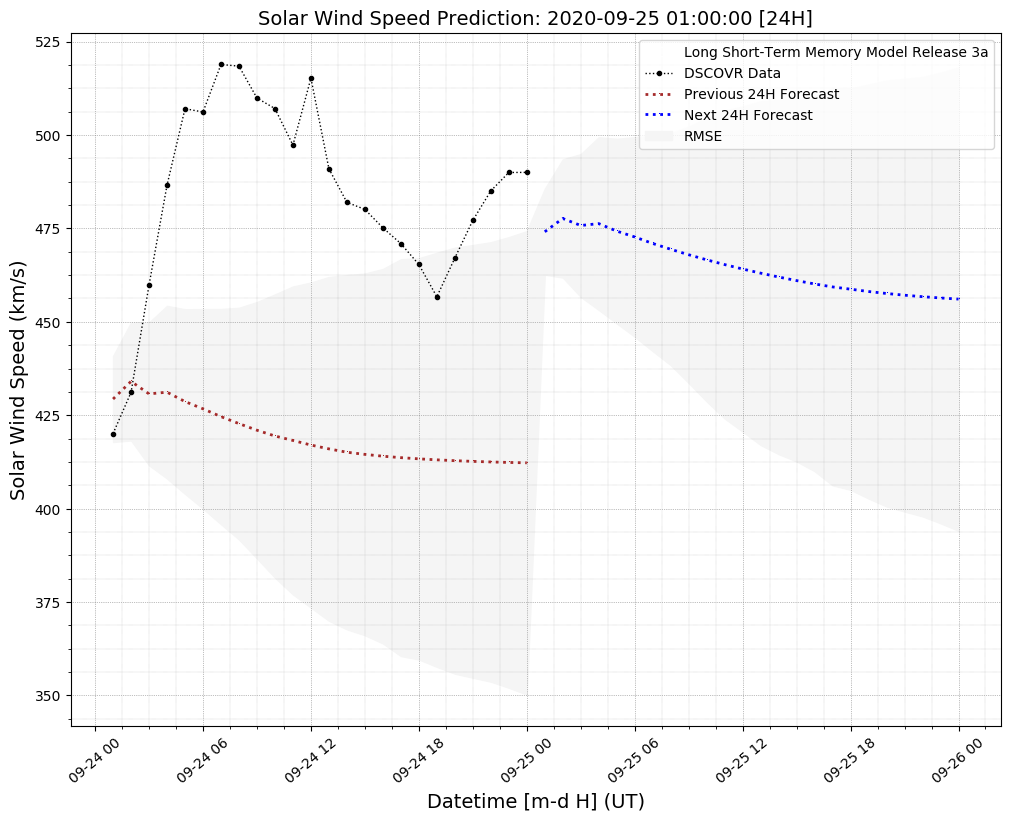 Solar Wind Speed Prediction: 2020-09-25 01:00:00 [24H]
Long Short-Term Memory Model Release 3a
DSCOVR Data
Previous 24H Forecast
Next 24H Forecast
RMSE
Solar Wind Speed (km/s)
525
500
475
450
425
400
375
350
09-24 00
09-24 06
09-24 12
09-24 18
09-25 00
09-25 06
09-25 12
09-25 18
09-26 00
Datetime [m-d H] (UT)